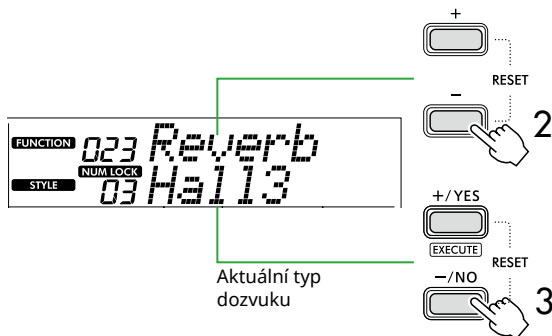 +
RESET
−
2
FUNCTION 023 Reverb
NUM LOCK
STYLE 03 Hall3
+/YES
EXECUTE
RESET
−/NO
3
Aktuální typ
dozvuku